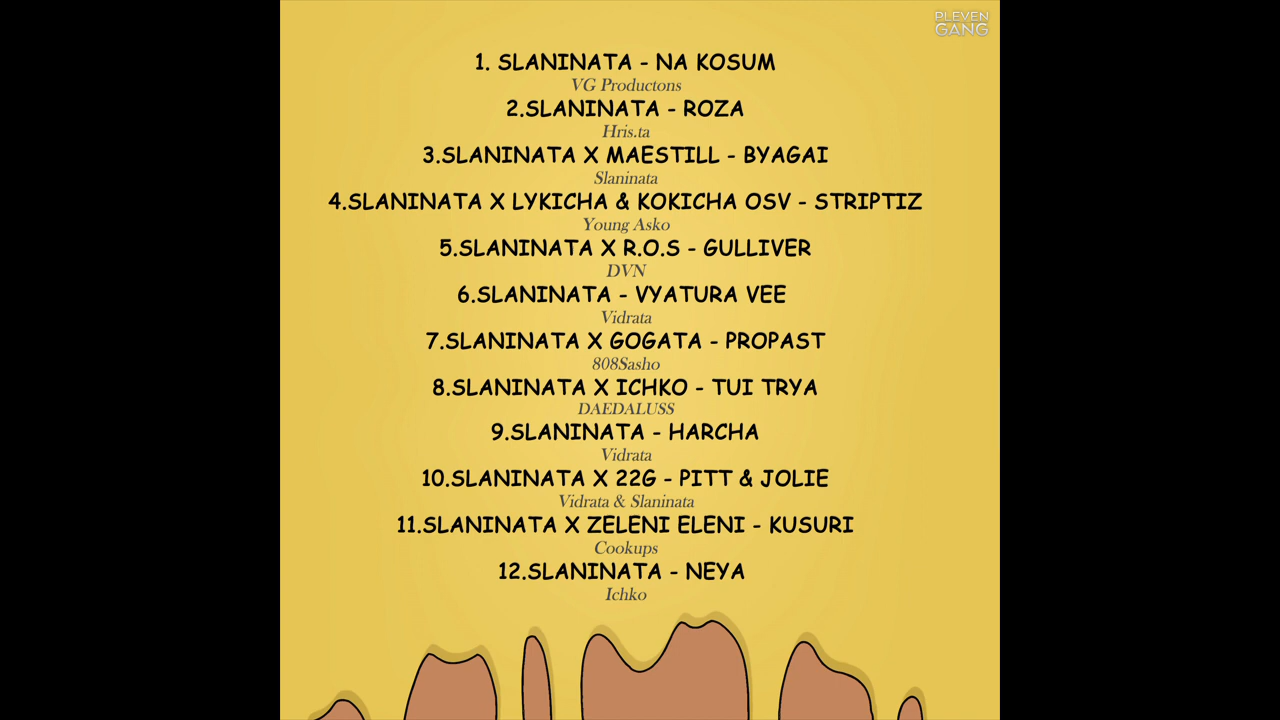 PLEVEN
GANG
1. SLANINATA - NA KOSUM
VG Productons
2.SLANINATA - ROZA
Hris.ta
3.SLANINATA X MAESTILL - BYAGAI
Slaninata
4.SLANINATA X LYKICHA & KOKICHA OSV - STRIPTIZ
Young Asko
5.SLANINATA X R.O.S - GULLIVER
DVN
6.SLANINATA - VYATURA VEE
Vidrata
7.SLANINATA X GOGATA - PROPAST
808Sasho
8.SLANINATA X ICHKO - TUI TRYA
DAEDALUSS
9.SLANINATA - HARCHA
Vidrata
10.SLANINATA X 22G - PITT & JOLIE
Vidrata & Slaninata
11.SLANINATA X ZELENI ELENI - KUSURI
Cookups
12.SLANINATA - NEYA
Ichko